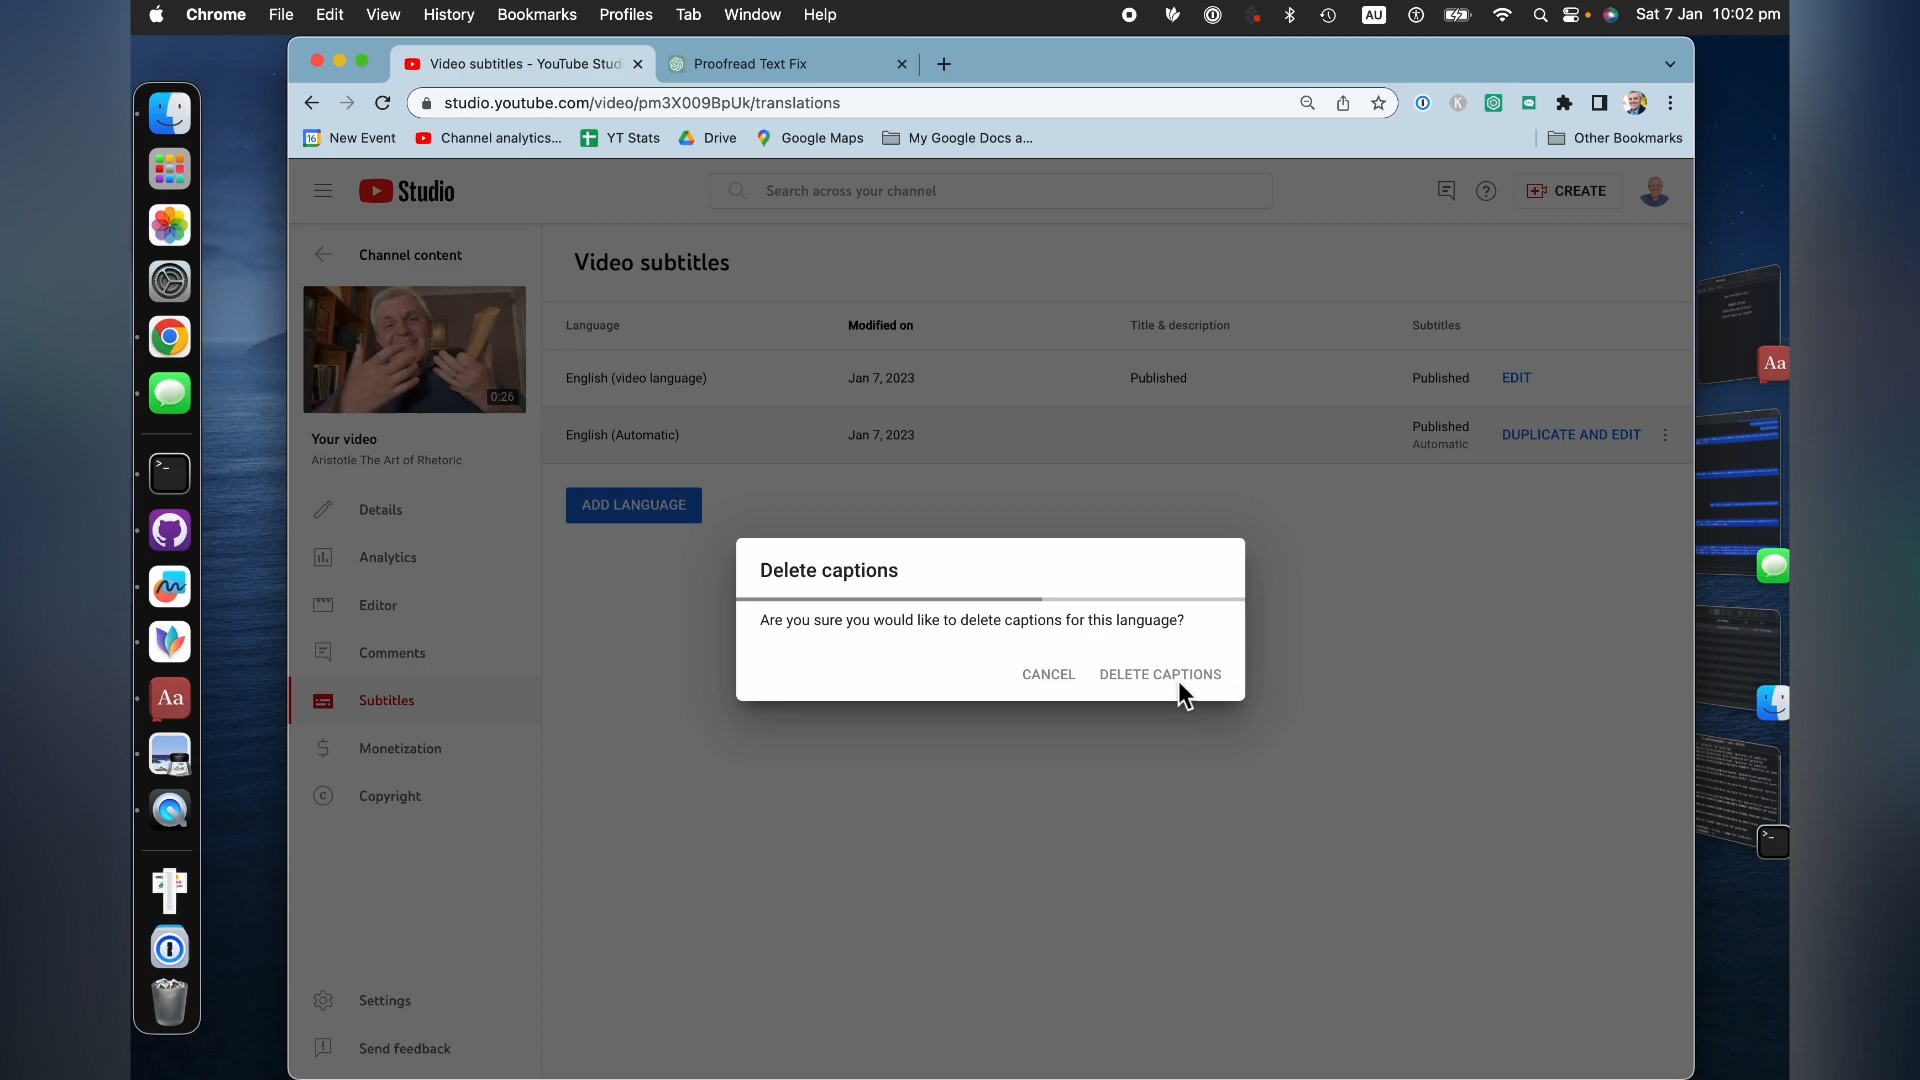 Chrome File Edit View History Bookmarks Profiles Tab Window Help
AU
Sat 7 Jan 10:02 pm
Video subtitles - YouTube Stud
Proofread Text Fix
studio.youtube.com/video/pm3X009BpUk/translations
K
16 New Event
Channel analytics...
YT Stats
Drive
Google Maps
My Google Docs a...
Other Bookmarks
Studio
Search across your channel
CREATE
Channel content
Video subtitles
0:26
Language
Modified on
Title & description
Subtitles
English (video language)
Jan 7, 2023
Published
Published
EDIT
English (Automatic)
Jan 7, 2023
Published
Automatic
DUPLICATE AND EDIT
Your video
Aristotle The Art of Rhetoric
ADD LANGUAGE
Details
Analytics
Editor
Comments
Subtitles
Monetization
Copyright
Settings
Send feedback
Delete captions
Are you sure you would like to delete captions for this language?
CANCEL
DELETE CAPTIONS
Aa
Aa